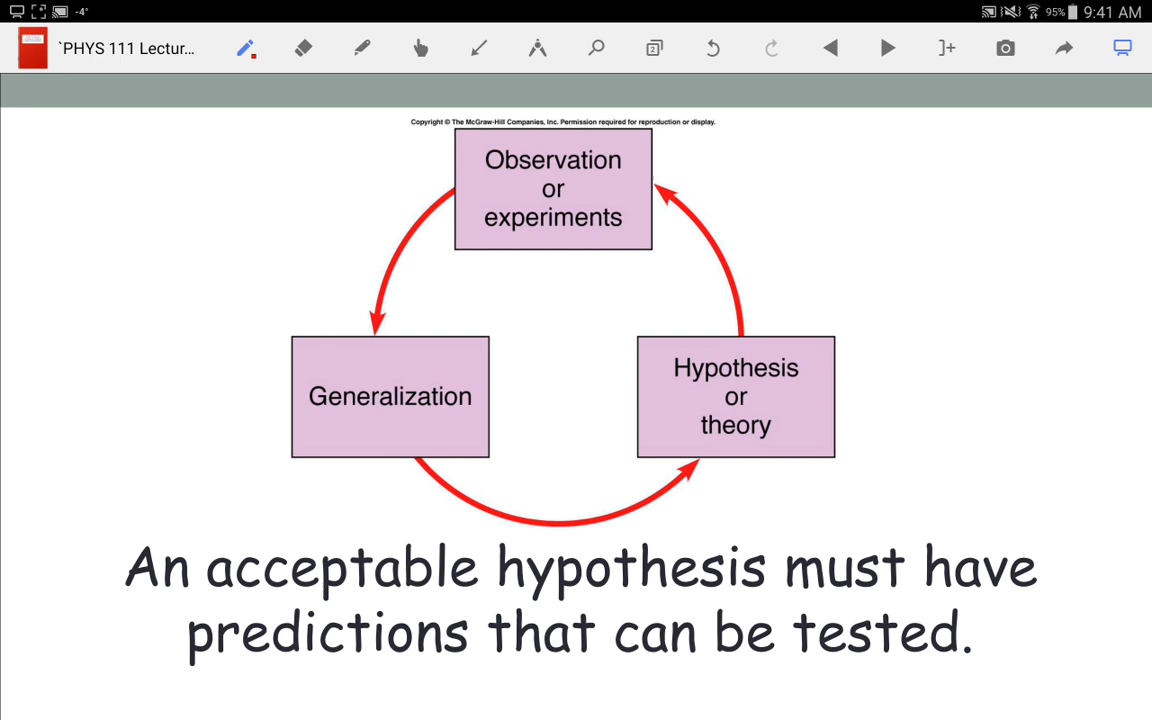 -4° 95% 9:41 AM
`PHYS 111 Lectur... 2 ]+
Copyright © The McGraw-Hill Companies, Inc. Permission required for reproduction or display.
Observation
or
experiments
Generalization
Hypothesis
or
theory
An acceptable hypothesis must have
predictions that can be tested.